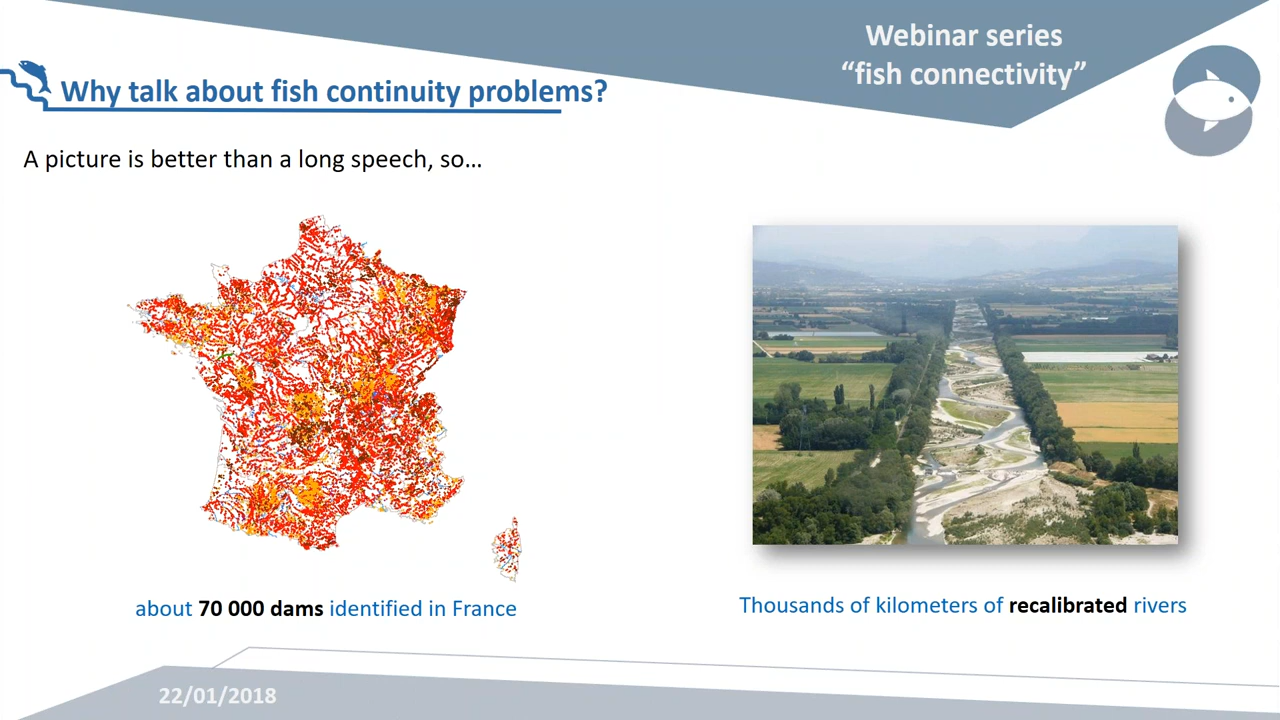 Webinar series
“fish connectivity”
Why talk about fish continuity problems?
A picture is better than a long speech, so...
about 70 000 dams identified in France
Thousands of kilometers of recalibrated rivers
22/01/2018